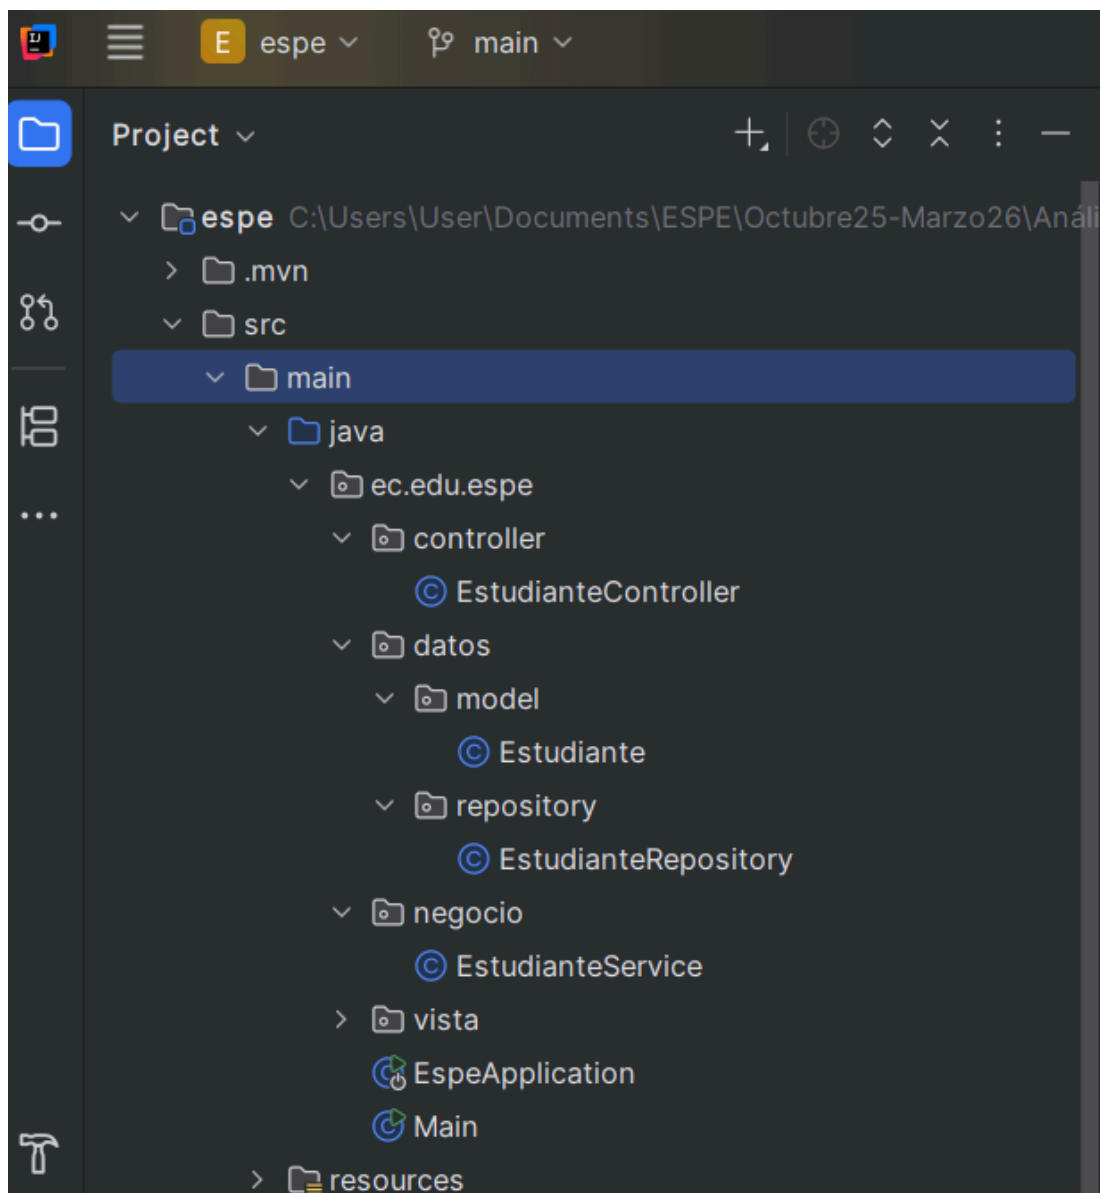 E espe main
Project
espe C:\Users\User\Documents\ESPE\Octubre25-Marzo26\Análi
.mvn
src
main
java
ec.edu.espe
controller
EstudianteController
datos
model
Estudiante
repository
EstudianteRepository
negocio
EstudianteService
vista
EspeApplication
Main
resources